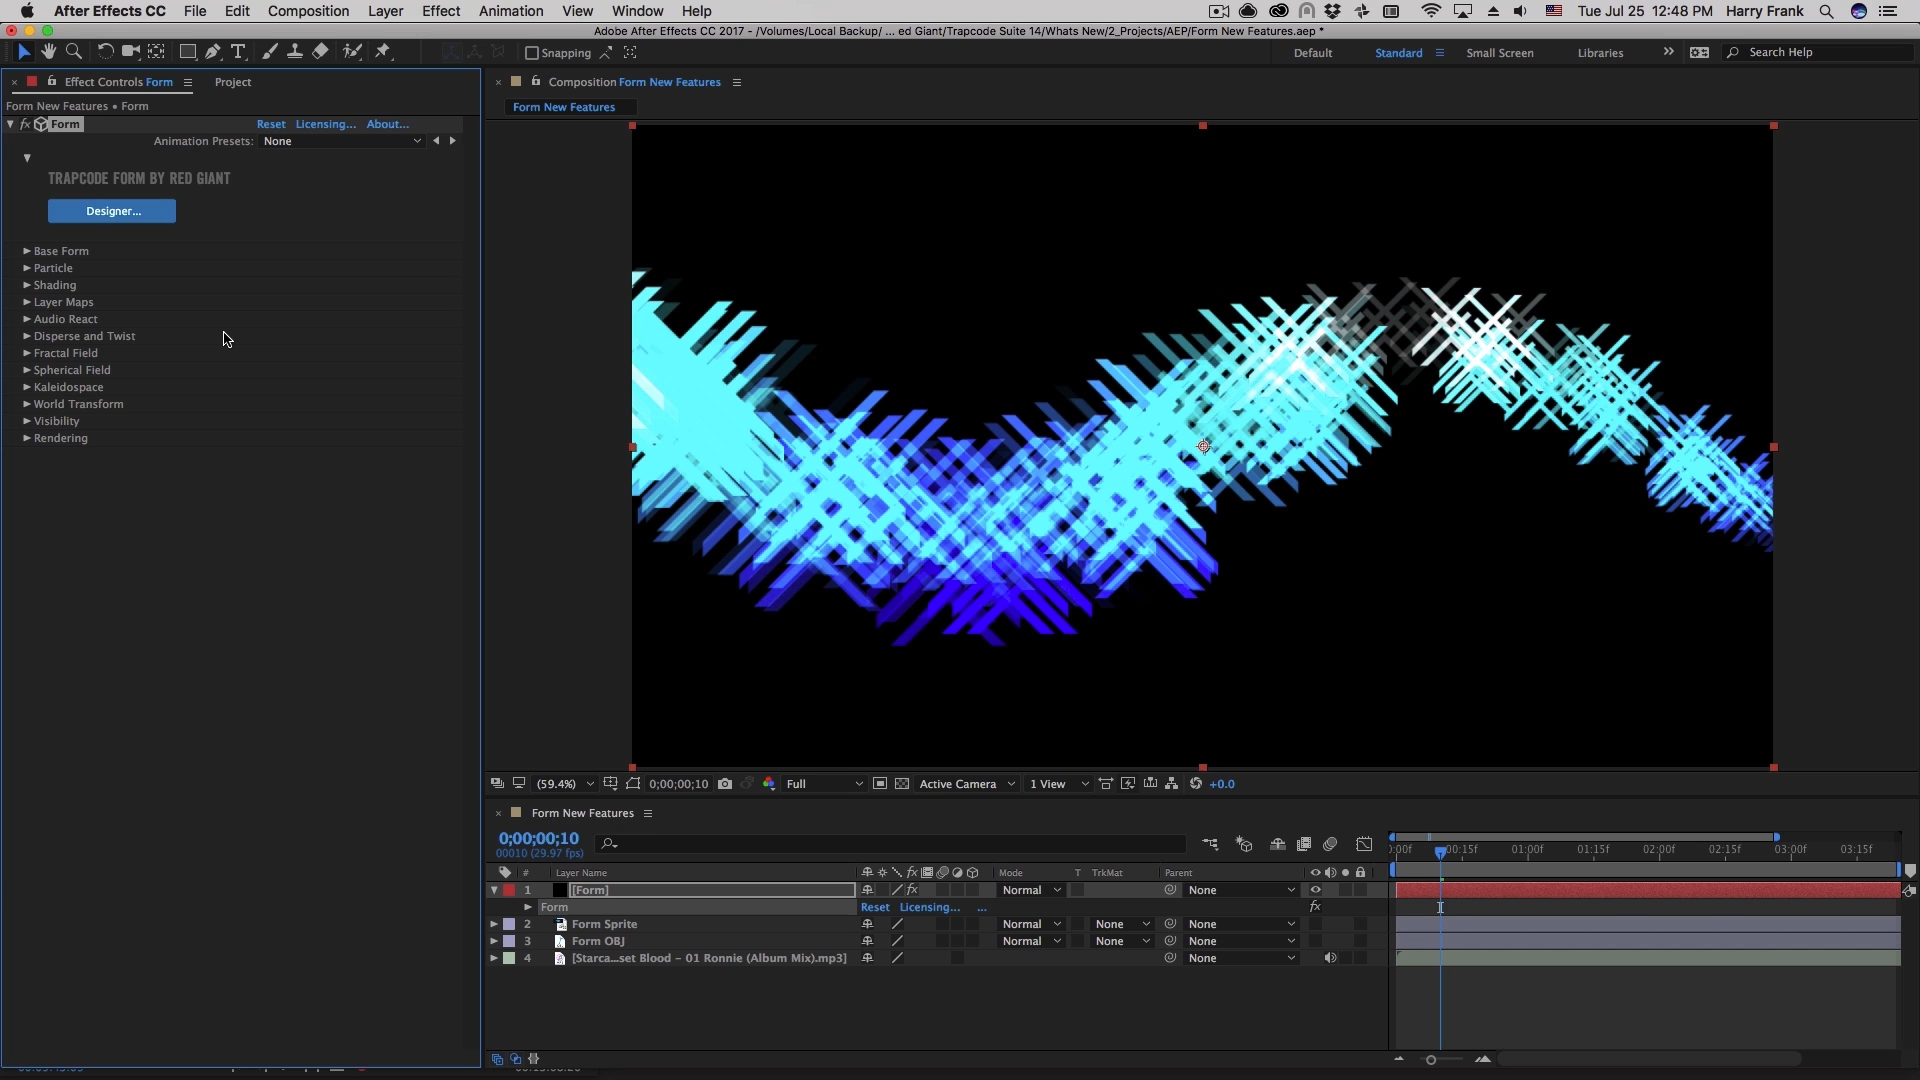 After Effects CC File Edit Composition Layer Effect Animation View Window Help Tue Jul 25 12:48 PM Harry Frank
Adobe After Effects CC 2017 - /Volumes/Local Backup/ ... ed Giant/Trapcode Suite 14/Whats New/2_Projects/AEP/Form New Features.aep *
Snapping Default Standard Small Screen Libraries Search Help
Effect Controls Form Project
Composition Form New Features
Form New Features • Form
Form New Features
fx Form Reset Licensing... About...
Animation Presets: None
TRAPCODE FORM BY RED GIANT
Designer...
Base Form
Particle
Shading
Layer Maps
Audio React
Disperse and Twist
Fractal Field
Spherical Field
Kaleidospace
World Transform
Visibility
Rendering
(59.4%) 0;00;00;10 Full Active Camera 1 View +0.0
Form New Features
0;00;00;10
00010 (29.97 fps)
:00f 00:15f 01:00f 01:15f 02:00f 02:15f 03:00f 03:15f
# Layer Name fx Mode T TrkMat Parent
1 [Form] fx Normal None
Form Reset Licensing... ... fx
2 Form Sprite Normal None None
3 Form OBJ Normal None None
4 [Starca...set Blood - 01 Ronnie (Album Mix).mp3] None